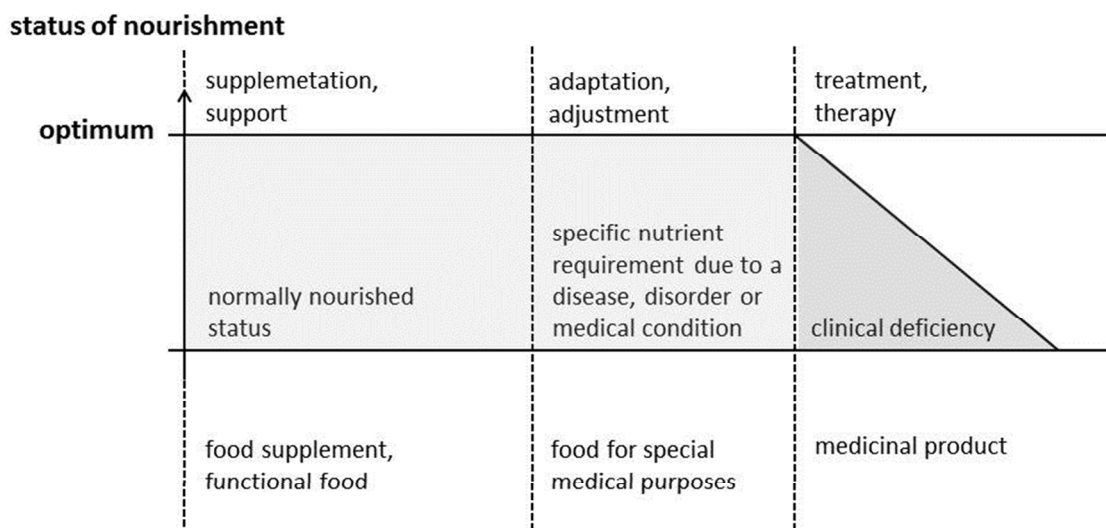 status of nourishment
supplemetation,
support
adaptation,
adjustment
treatment,
therapy
optimum
normally nourished
status
specific nutrient
requirement due to a
disease, disorder or
medical condition
clinical deficiency
food supplement,
functional food
food for special
medical purposes
medicinal product